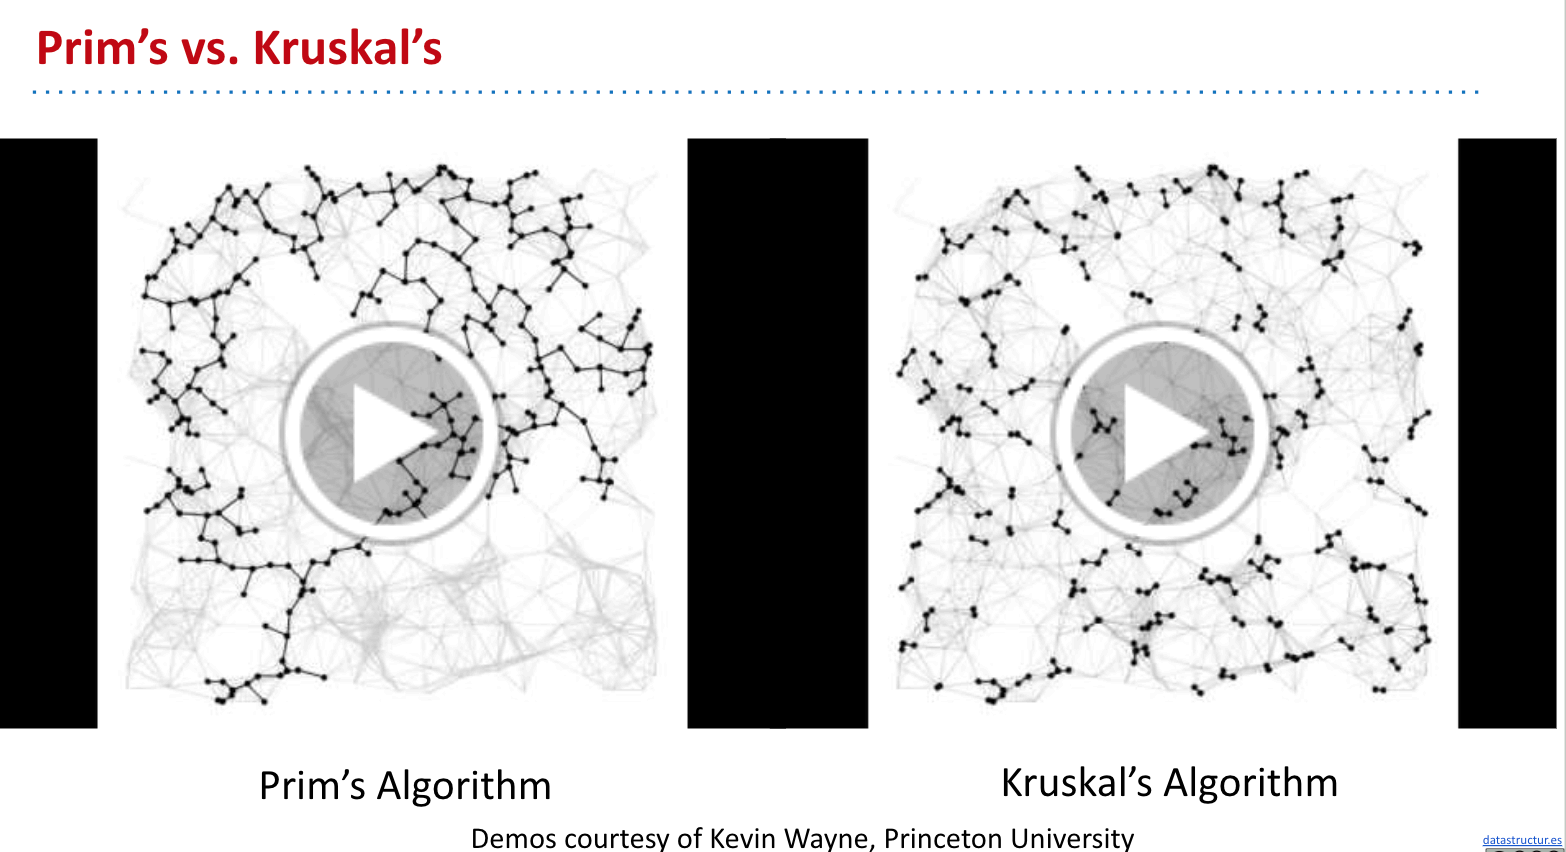 Prim’s vs. Kruskal’s
Prim’s Algorithm
Kruskal’s Algorithm
Demos courtesy of Kevin Wayne, Princeton University
datastructur.es